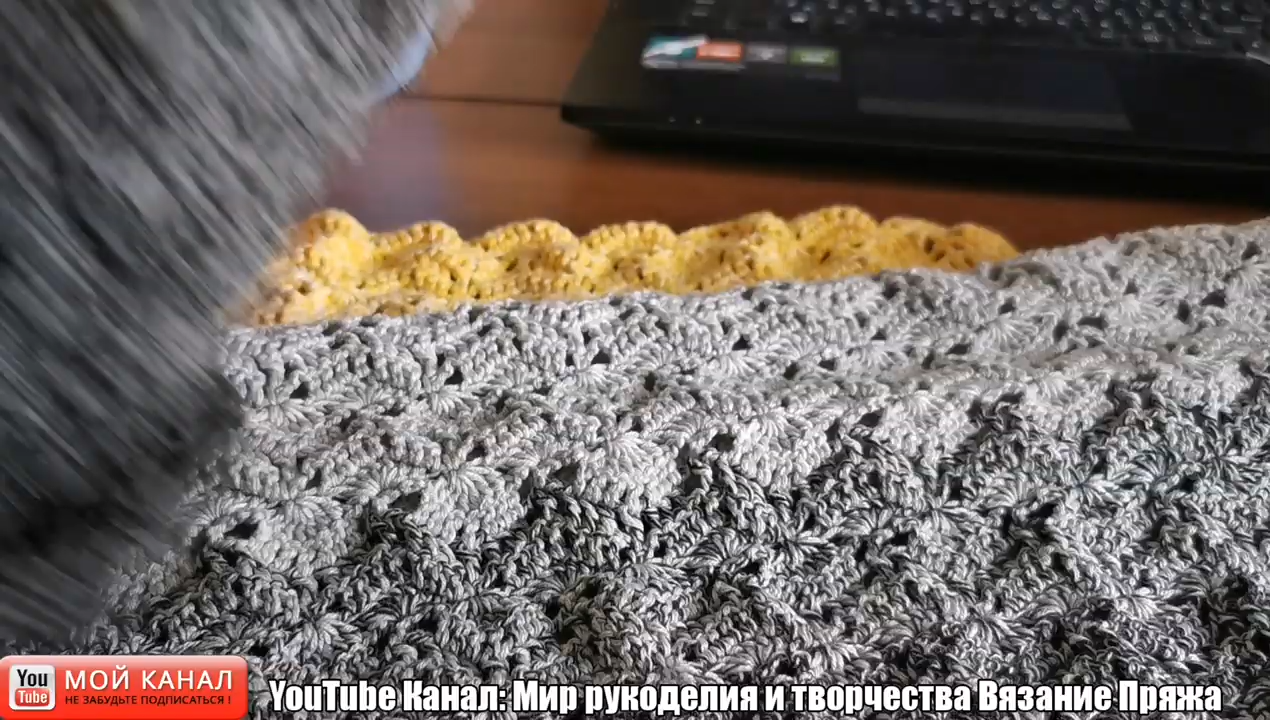 You
Tube
МОЙ КАНАЛ
НЕ ЗАБУДЬТЕ ПОДПИСАТЬСЯ !
YouTube Канал: Мир рукоделия и творчества Вязание Пряжа